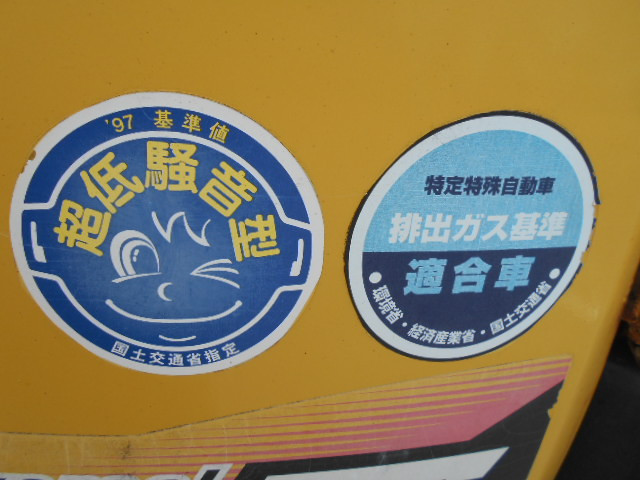 '97 基準値
超低騒音型
国土交通省指定
特定特殊自動車
排出ガス基準
適合車
●環境省・経済産業省・国土交通省●